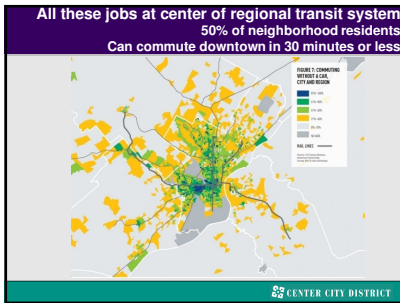 All these jobs at center of regional transit system
50% of neighborhood residents
Can commute downtown in 30 minutes or less
FIGURE 7: COMMUTING
WITHOUT A CAR,
CITY AND REGION
RAIL LINES
CENTER CITY DISTRICT